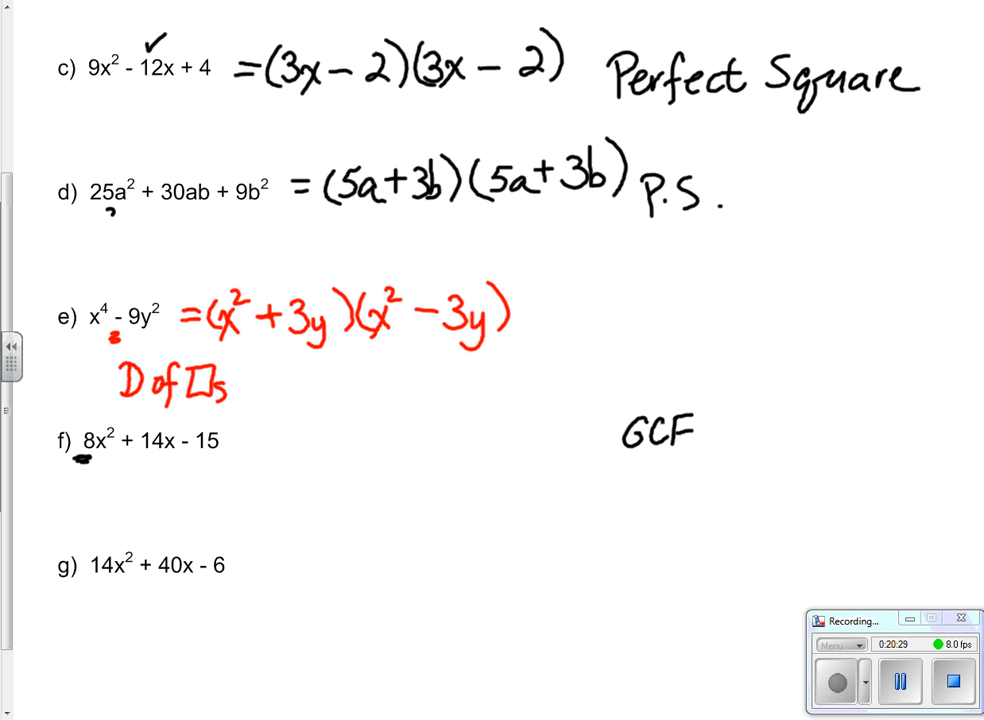 c) 9x² - 12x + 4 = (3x - 2)(3x - 2) Perfect Square
d) 25a² + 30ab + 9b² = (5a + 3b)(5a + 3b) P.S.
?
e) x⁴ - 9y² = (x² + 3y)(x² - 3y)
D of □s
f) 8x² + 14x - 15 GCF
g) 14x² + 40x - 6
Recording...
Menu 0:20:29 8.0 fps